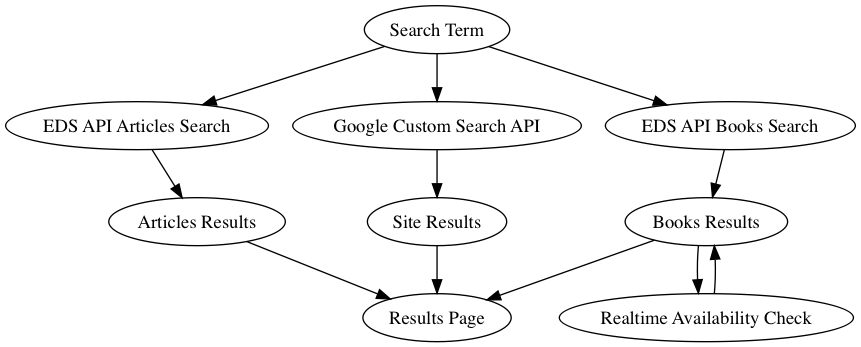 Search Term
EDS API Articles Search
Google Custom Search API
EDS API Books Search
Articles Results
Site Results
Books Results
Results Page
Realtime Availability Check